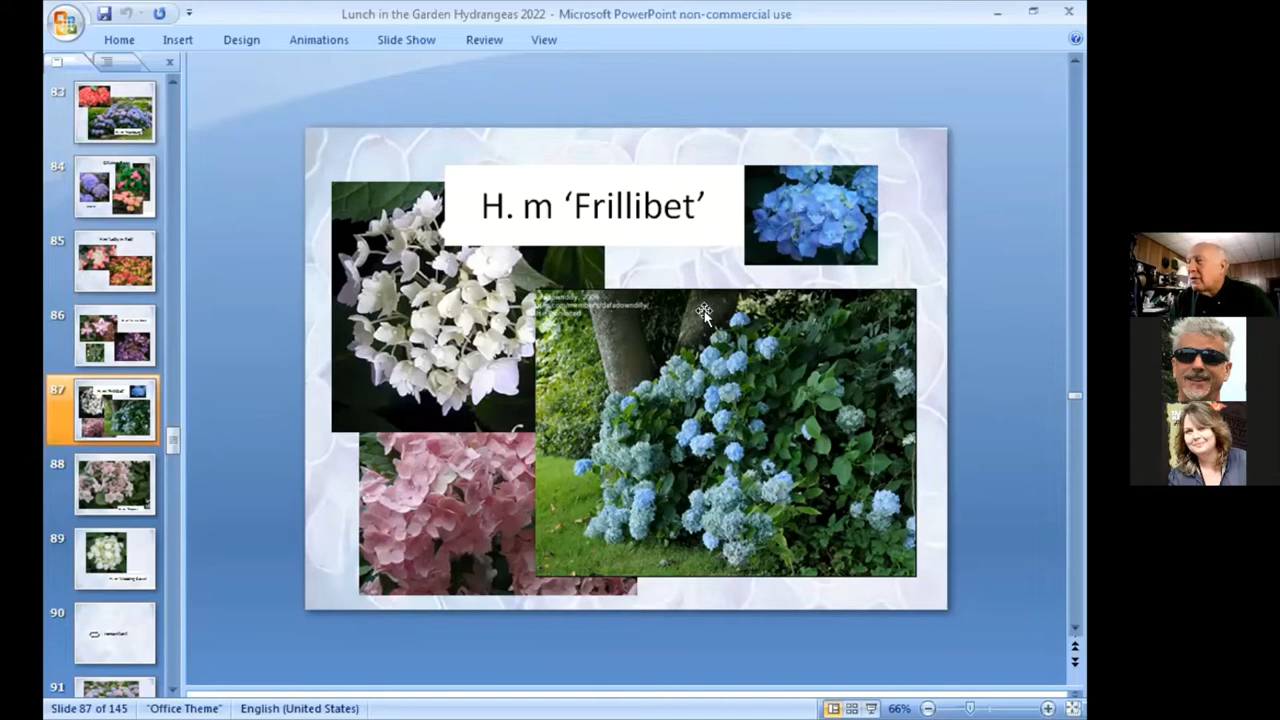 Lunch in the Garden Hydrangeas 2022 - Microsoft PowerPoint non-commercial use
Home Insert Design Animations Slide Show Review View
83
84
85
86
87
88
89
90
91
H. m ‘Frillibet’
Slide 87 of 145 "Office Theme" English (United States) 66%